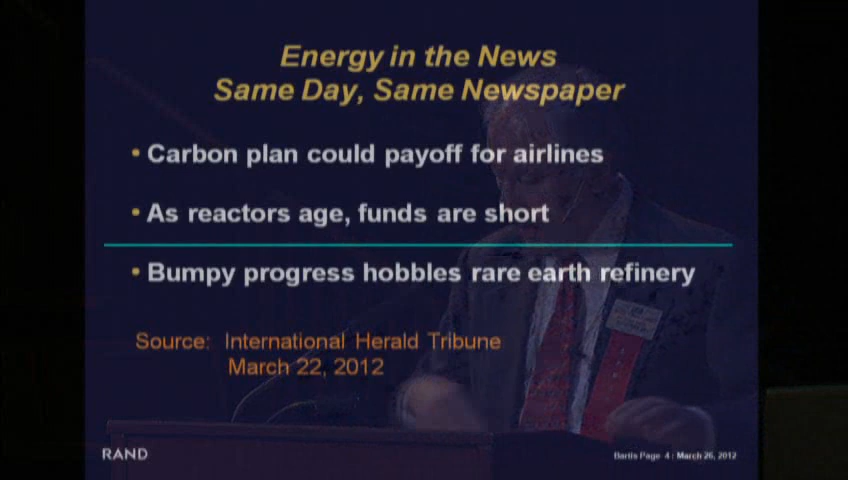 Energy in the News
Same Day, Same Newspaper
• Carbon plan could payoff for airlines
• As reactors age, funds are short
• Bumpy progress hobbles rare earth refinery
Source: International Herald Tribune
March 22, 2012
RAND
Bartis Page 4 : March 26, 2012